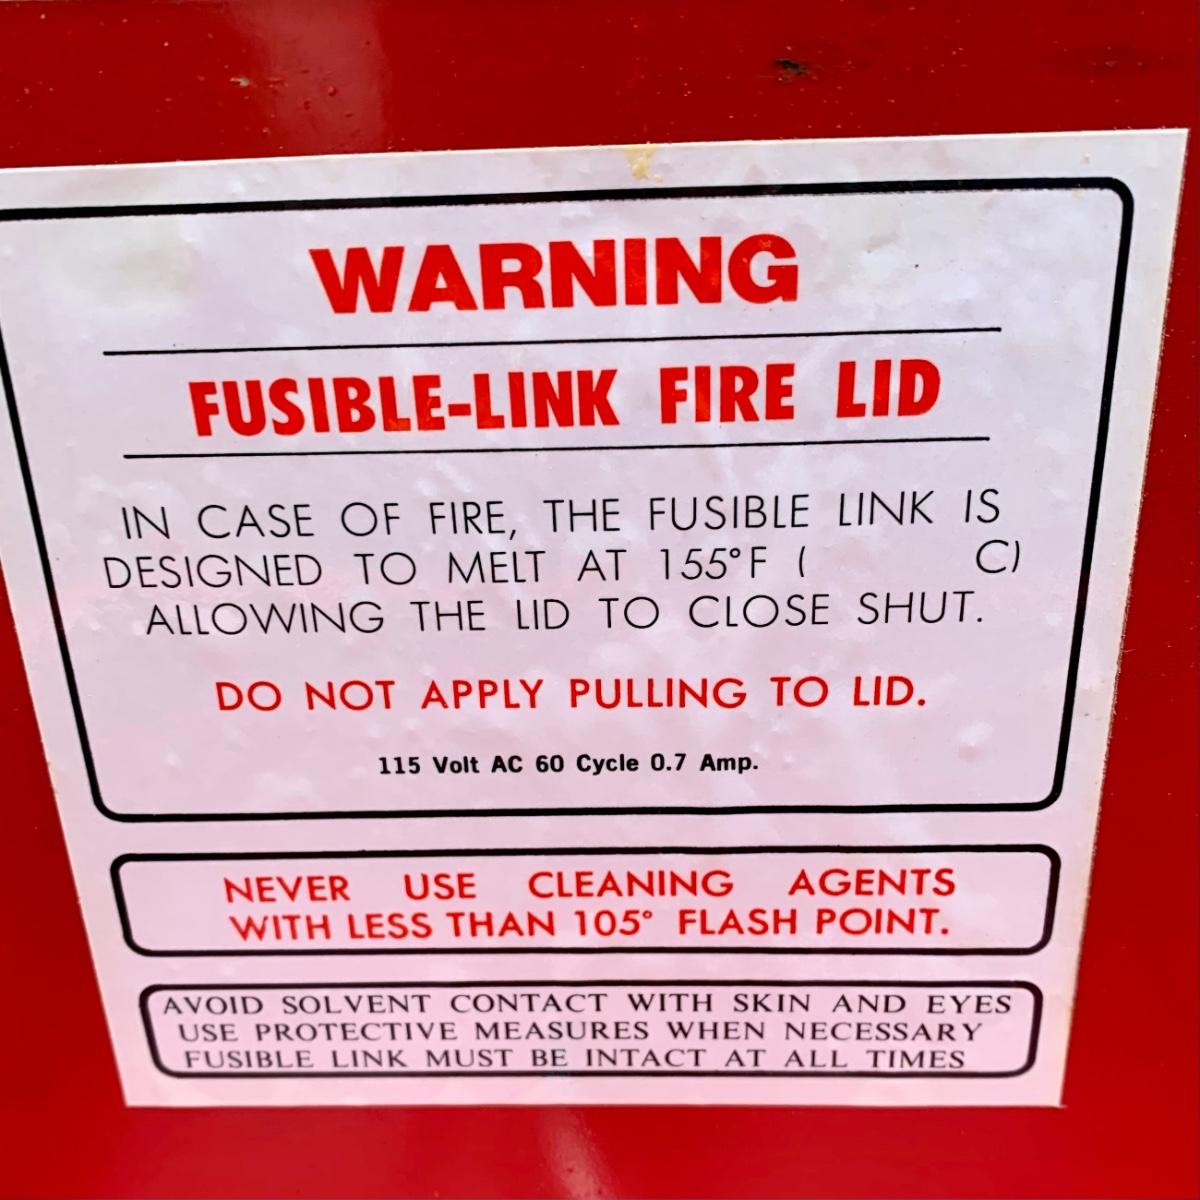 WARNING
FUSIBLE-LINK FIRE LID
IN CASE OF FIRE, THE FUSIBLE LINK IS
DESIGNED TO MELT AT 155°F ( C)
ALLOWING THE LID TO CLOSE SHUT.
DO NOT APPLY PULLING TO LID.
115 Volt AC 60 Cycle 0.7 Amp.
NEVER USE CLEANING AGENTS
WITH LESS THAN 105° FLASH POINT.
AVOID SOLVENT CONTACT WITH SKIN AND EYES
USE PROTECTIVE MEASURES WHEN NECESSARY
FUSIBLE LINK MUST BE INTACT AT ALL TIMES